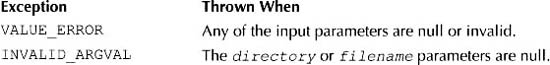 Exception Thrown When
VALUE_ERROR Any of the input parameters are null or invalid.
INVALID_ARGVAL The directory or filename parameters are null.